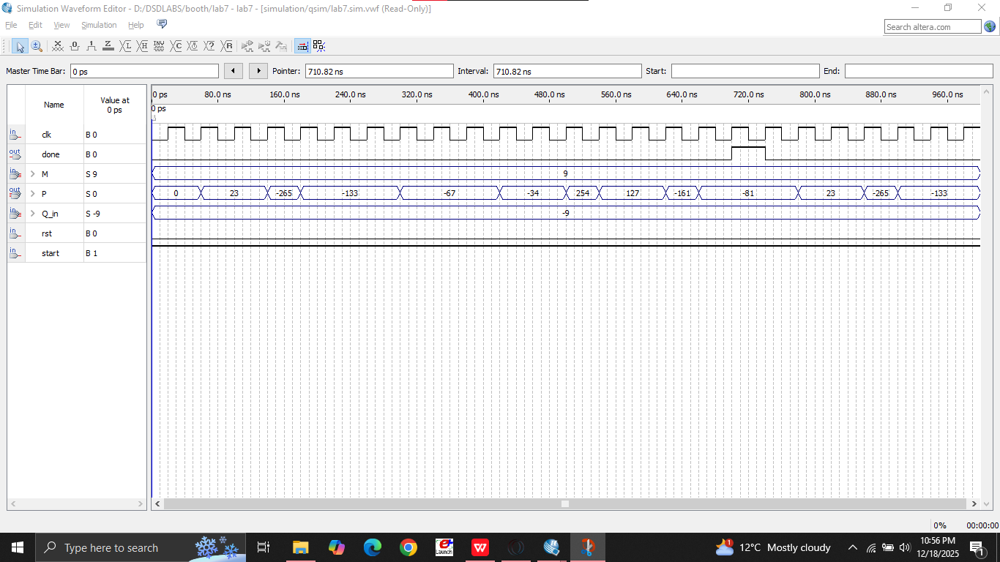 Simulation Waveform Editor - D:/DSDLABS/booth/lab7 - lab7 - [simulation/qsim/lab7.sim.vwf (Read-Only)]
File Edit View Simulation Help
Search altera.com
Master Time Bar: 0 ps Pointer: 710.82 ns Interval: 710.82 ns Start: End:
Name Value at 0 ps
0 ps 80.0 ns 160.0 ns 240.0 ns 320.0 ns 400.0 ns 480.0 ns 560.0 ns 640.0 ns 720.0 ns 800.0 ns 880.0 ns 960.0 ns
0 ps
in clk B 0
out done B 0
in M S 9 9
out P S 0 0 23 -265 -133 -67 -34 254 127 -161 -81 23 -265 -133
in Q_in S -9 -9
in rst B 0
in start B 1
0% 00:00:00
Type here to search
Launch
1
12°C Mostly cloudy
10:56 PM
12/18/2025
1